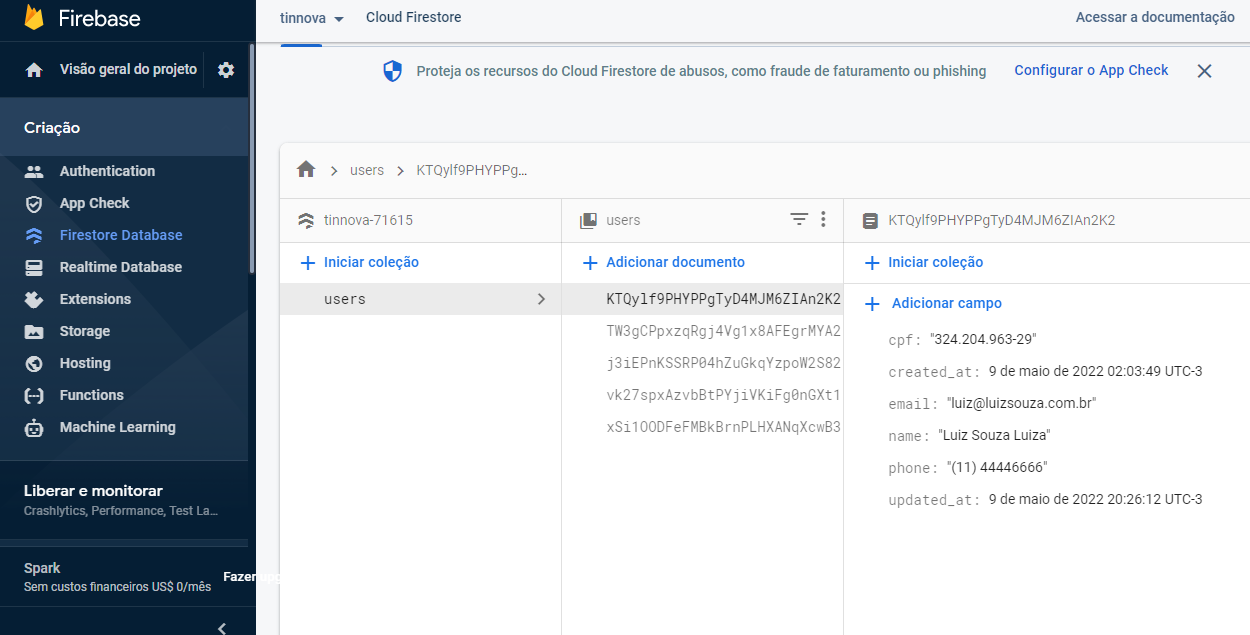 Firebase
tinnova
Cloud Firestore
Acessar a documentação
Visão geral do projeto
Proteja os recursos do Cloud Firestore de abusos, como fraude de faturamento ou phishing
Configurar o App Check
Criação
Authentication
App Check
Firestore Database
Realtime Database
Extensions
Storage
Hosting
Functions
Machine Learning
Liberar e monitorar
Crashlytics, Performance, Test La...
Spark
Sem custos financeiros US$ 0/mês
Fazer upg
users
KTQylf9PHYPPg...
tinnova-71615
Iniciar coleção
users
users
Adicionar documento
KTQylf9PHYPPgTyD4MJM6ZIAn2K2
TW3gCPpxzqRgj4Vg1x8AFEgrMYA2
j3iEPnKSSRP04hZuGkqYzpoW2S82
vk27spxAzvbBtPYjiVKiFg0nGXt1
xSi1OODFeFMBkBrnPLHXANqXcwB3
KTQylf9PHYPPgTyD4MJM6ZIAn2K2
Iniciar coleção
Adicionar campo
cpf: "324.204.963-29"
created_at: 9 de maio de 2022 02:03:49 UTC-3
email: "luiz@luizsouza.com.br"
name: "Luiz Souza Luiza"
phone: "(11) 44446666"
updated_at: 9 de maio de 2022 20:26:12 UTC-3